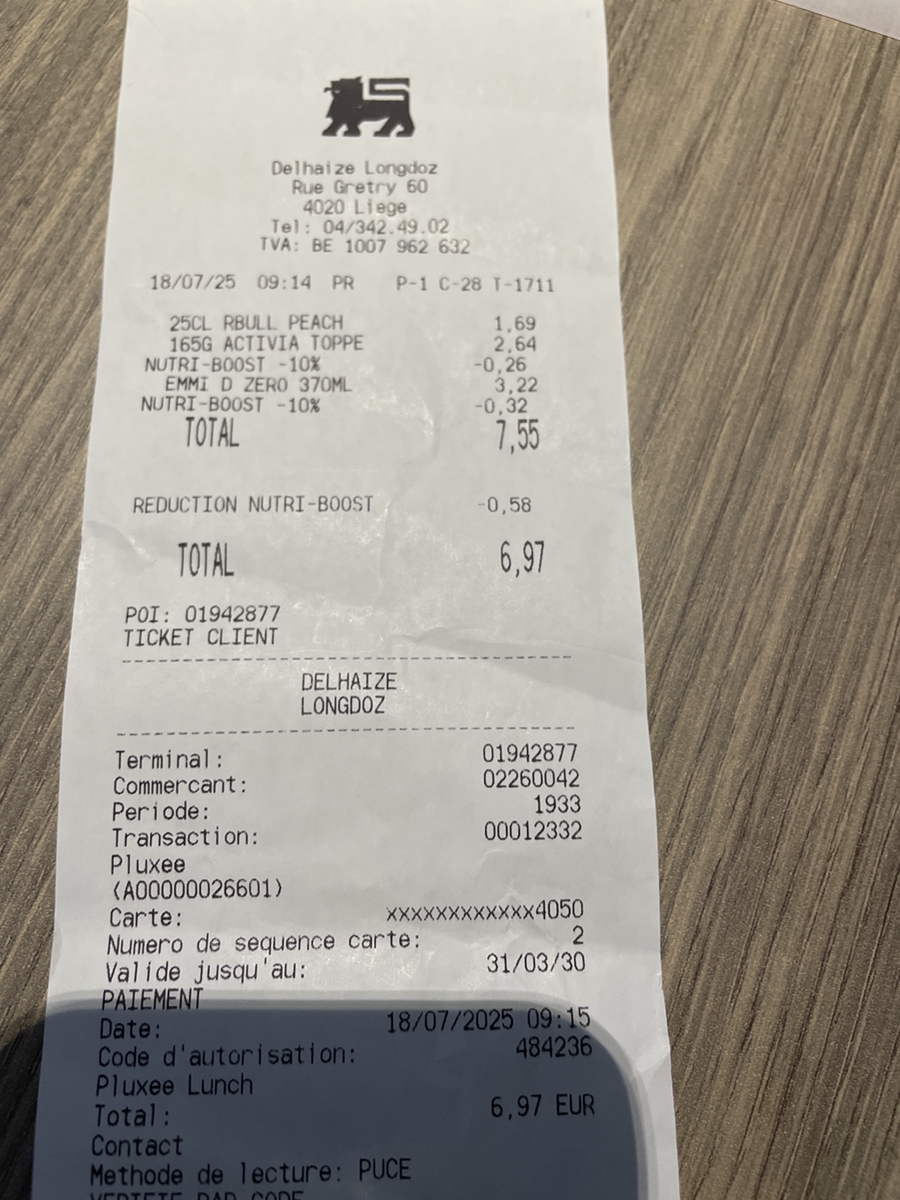 Delhaize Longdoz
Rue Gretry 60
4020 Liege
Tel: 04/342.49.02
TVA: BE 1007 962 632
18/07/25 09:14 PR P-1 C-28 T-1711
25CL RBULL PEACH 1,69
165G ACTIVIA TOPPE 2,64
NUTRI-BOOST -10% -0,26
EMMI D ZERO 370ML 3,22
NUTRI-BOOST -10% -0,32
TOTAL 7,55
REDUCTION NUTRI-BOOST -0,58
TOTAL 6,97
POI: 01942877
TICKET CLIENT
DELHAIZE
LONGDOZ
Terminal: 01942877
Commercant: 02260042
Periode: 1933
Transaction: 00012332
Pluxee
(A00000026601)
Carte: xxxxxxxxxxxx4050
Numero de sequence carte: 2
Valide jusqu'au: 31/03/30
PAIEMENT
Date: 18/07/2025 09:15
Code d'autorisation: 484236
Pluxee Lunch
Total: 6,97 EUR
Contact
Methode de lecture: PUCE